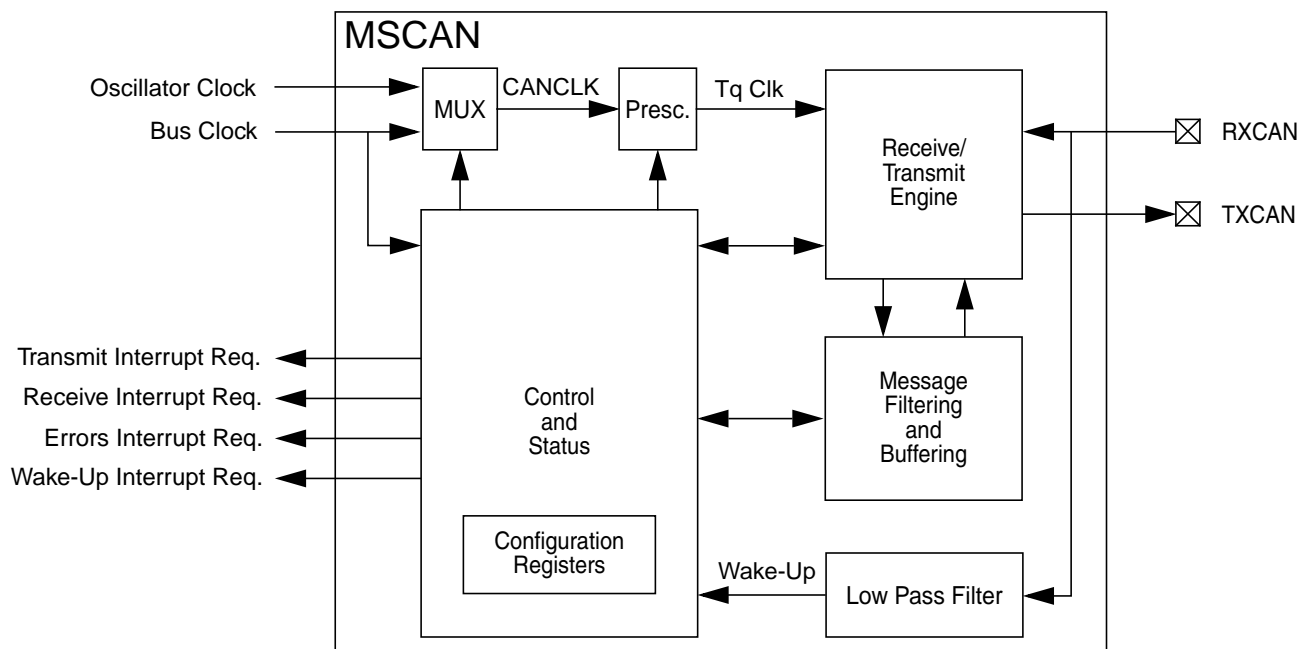 MSCAN
Oscillator Clock
Bus Clock
MUX
CANCLK
Presc.
Tq Clk
Receive/
Transmit
Engine
RXCAN
TXCAN
Transmit Interrupt Req.
Receive Interrupt Req.
Errors Interrupt Req.
Wake-Up Interrupt Req.
Control
and
Status
Message
Filtering
and
Buffering
Configuration
Registers
Wake-Up
Low Pass Filter